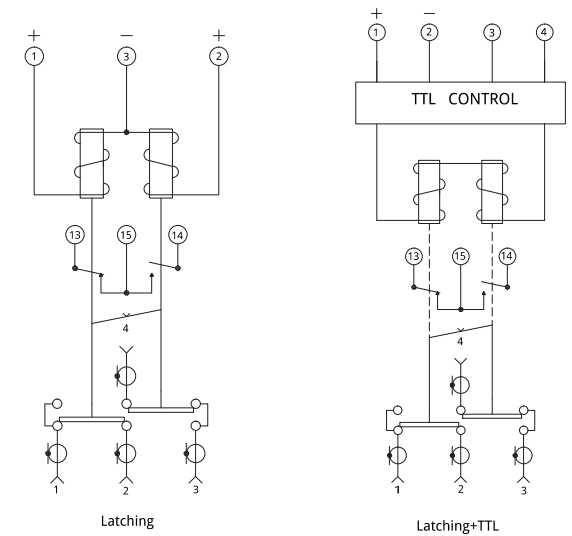 + − +
1 3 2
13 15 14
4
1 2 3
Latching
+ −
1 2 3 4
TTL CONTROL
13 15 14
4
1 2 3
Latching+TTL